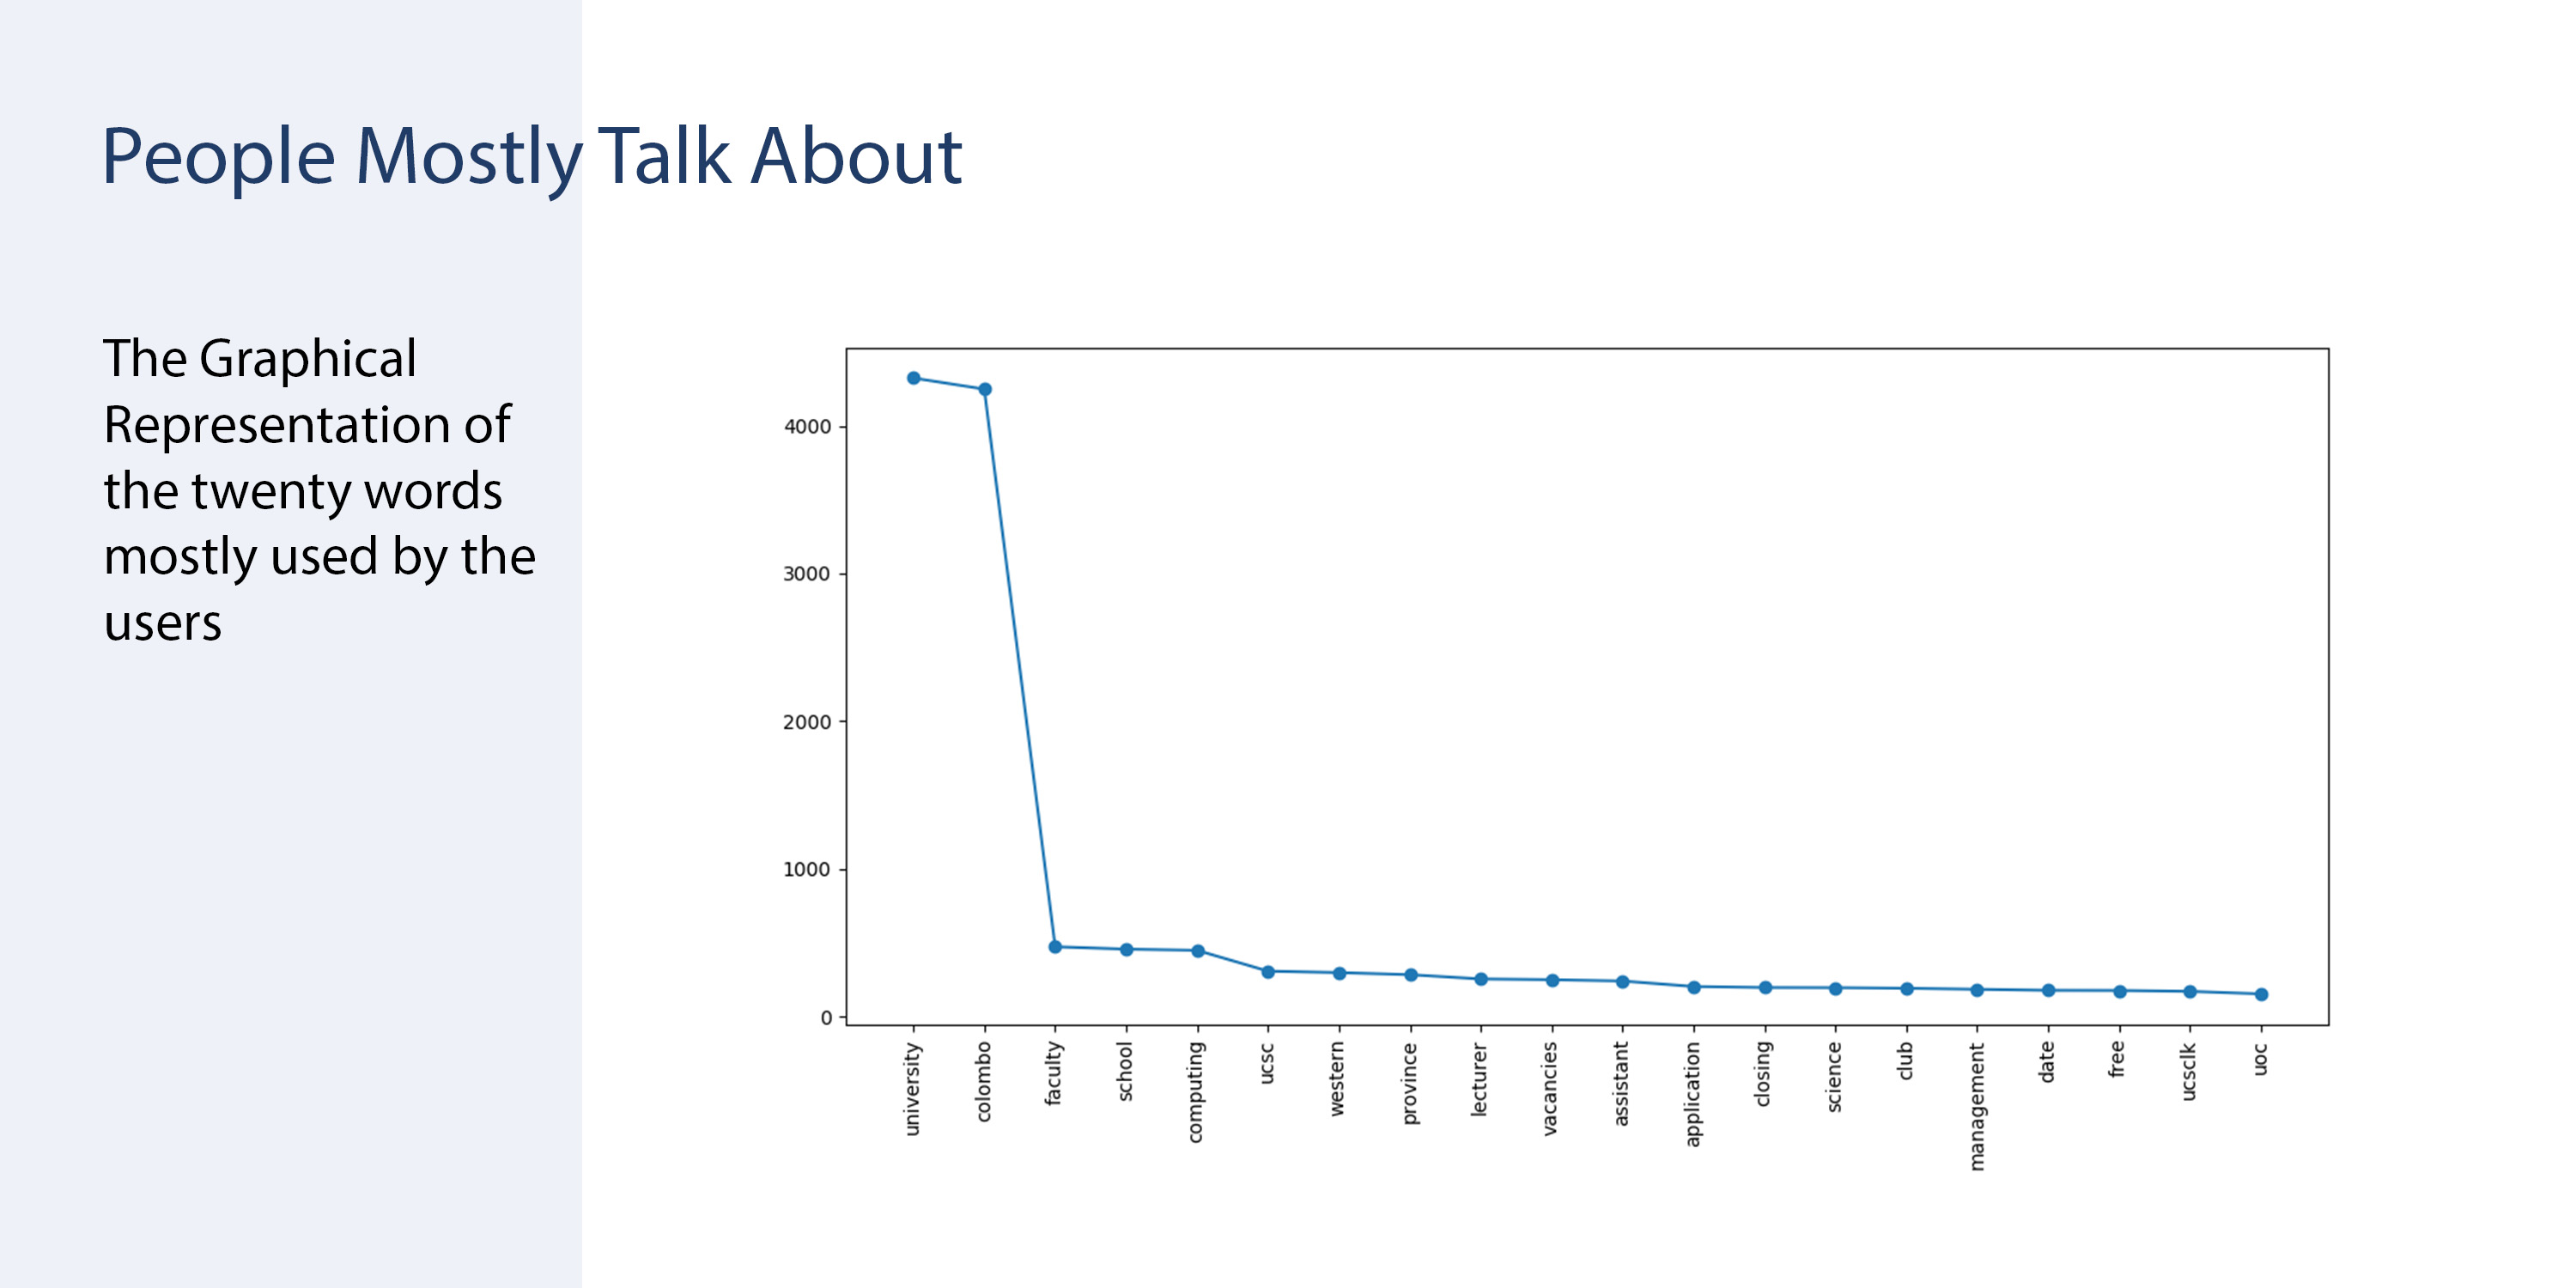 People Mostly Talk About
The Graphical
Representation of
the twenty words
mostly used by the
users
4000
3000
2000
1000
0
university
colombo
faculty
school
computing
ucsc
western
province
lecturer
vacancies
assistant
application
closing
science
club
management
date
free
ucsclk
uoc